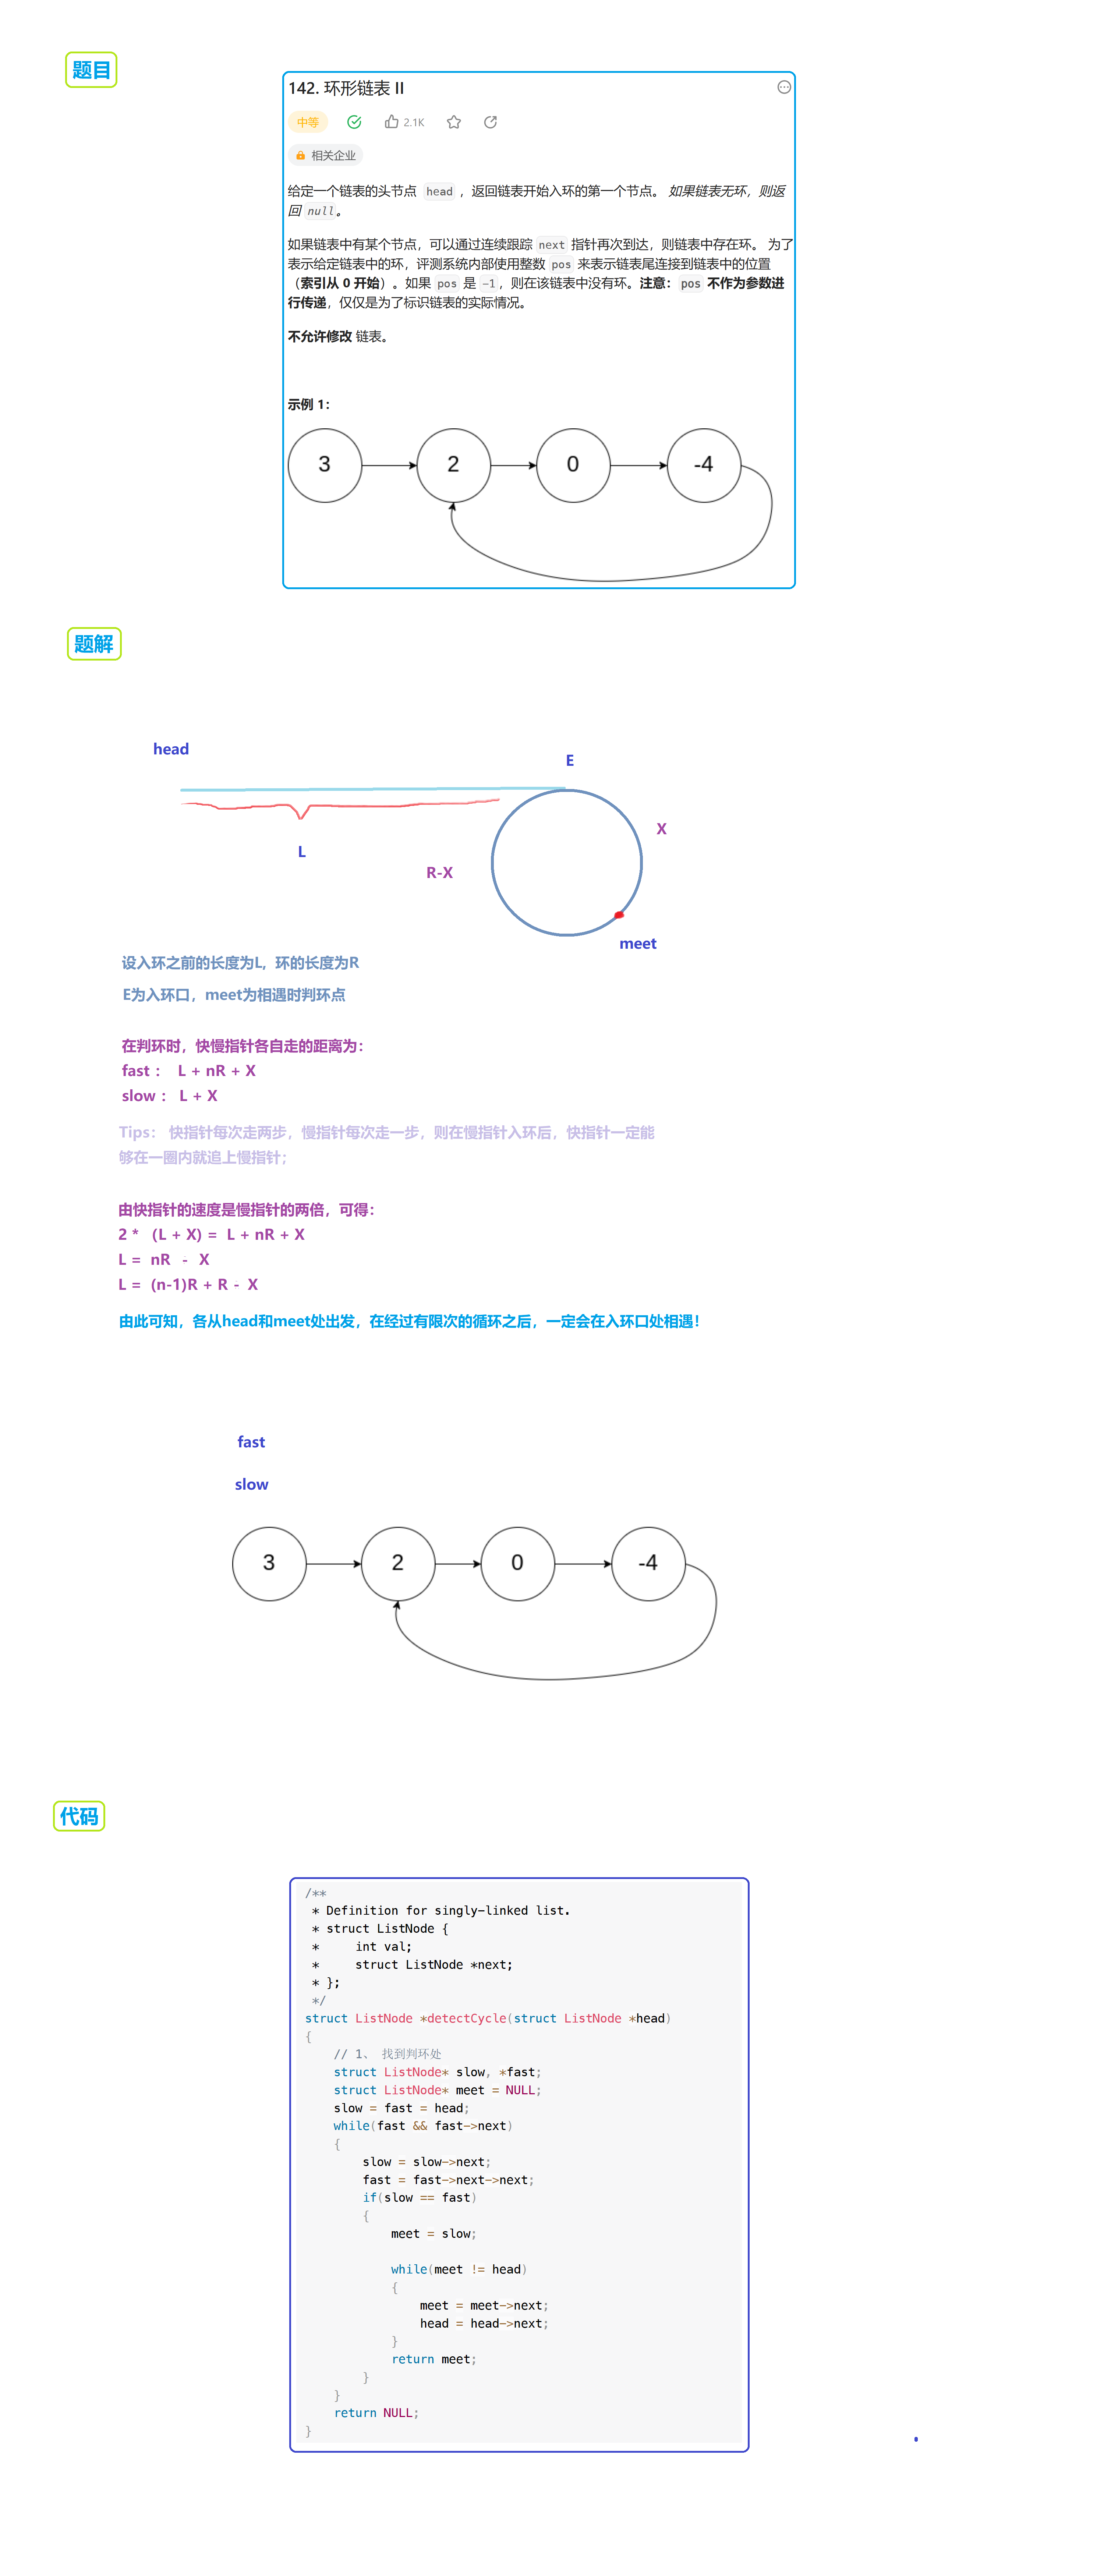 题目
142. 环形链表 II
中等 2.1K
相关企业
给定一个链表的头节点 head ，返回链表开始入环的第一个节点。 如果链表无环，则返
回 null。
如果链表中有某个节点，可以通过连续跟踪 next 指针再次到达，则链表中存在环。 为了
表示给定链表中的环，评测系统内部使用整数 pos 来表示链表尾连接到链表中的位置
（索引从 0 开始）。如果 pos 是 -1，则在该链表中没有环。注意：pos 不作为参数进
行传递，仅仅是为了标识链表的实际情况。
不允许修改 链表。
示例 1：
3 2 0 -4
题解
head
E
X
L
R-X
meet
设入环之前的长度为L, 环的长度为R
E为入环口，meet为相遇时判环点
在判环时，快慢指针各自走的距离为：
fast： L + nR + X
slow： L + X
Tips： 快指针每次走两步，慢指针每次走一步，则在慢指针入环后，快指针一定能
够在一圈内就追上慢指针；
由快指针的速度是慢指针的两倍，可得：
2 * (L + X) = L + nR + X
L = nR - X
L = (n-1)R + R - X
由此可知，各从head和meet处出发，在经过有限次的循环之后，一定会在入环口处相遇！
fast
slow
3 2 0 -4
代码
/**
 * Definition for singly-linked list.
 * struct ListNode {
 *     int val;
 *     struct ListNode *next;
 * };
 */
struct ListNode *detectCycle(struct ListNode *head)
{
    // 1、 找到判环处
    struct ListNode* slow, *fast;
    struct ListNode* meet = NULL;
    slow = fast = head;
    while(fast && fast->next)
    {
        slow = slow->next;
        fast = fast->next->next;
        if(slow == fast)
        {
            meet = slow;
            while(meet != head)
            {
                meet = meet->next;
                head = head->next;
            }
            return meet;
        }
    }
    return NULL;
}